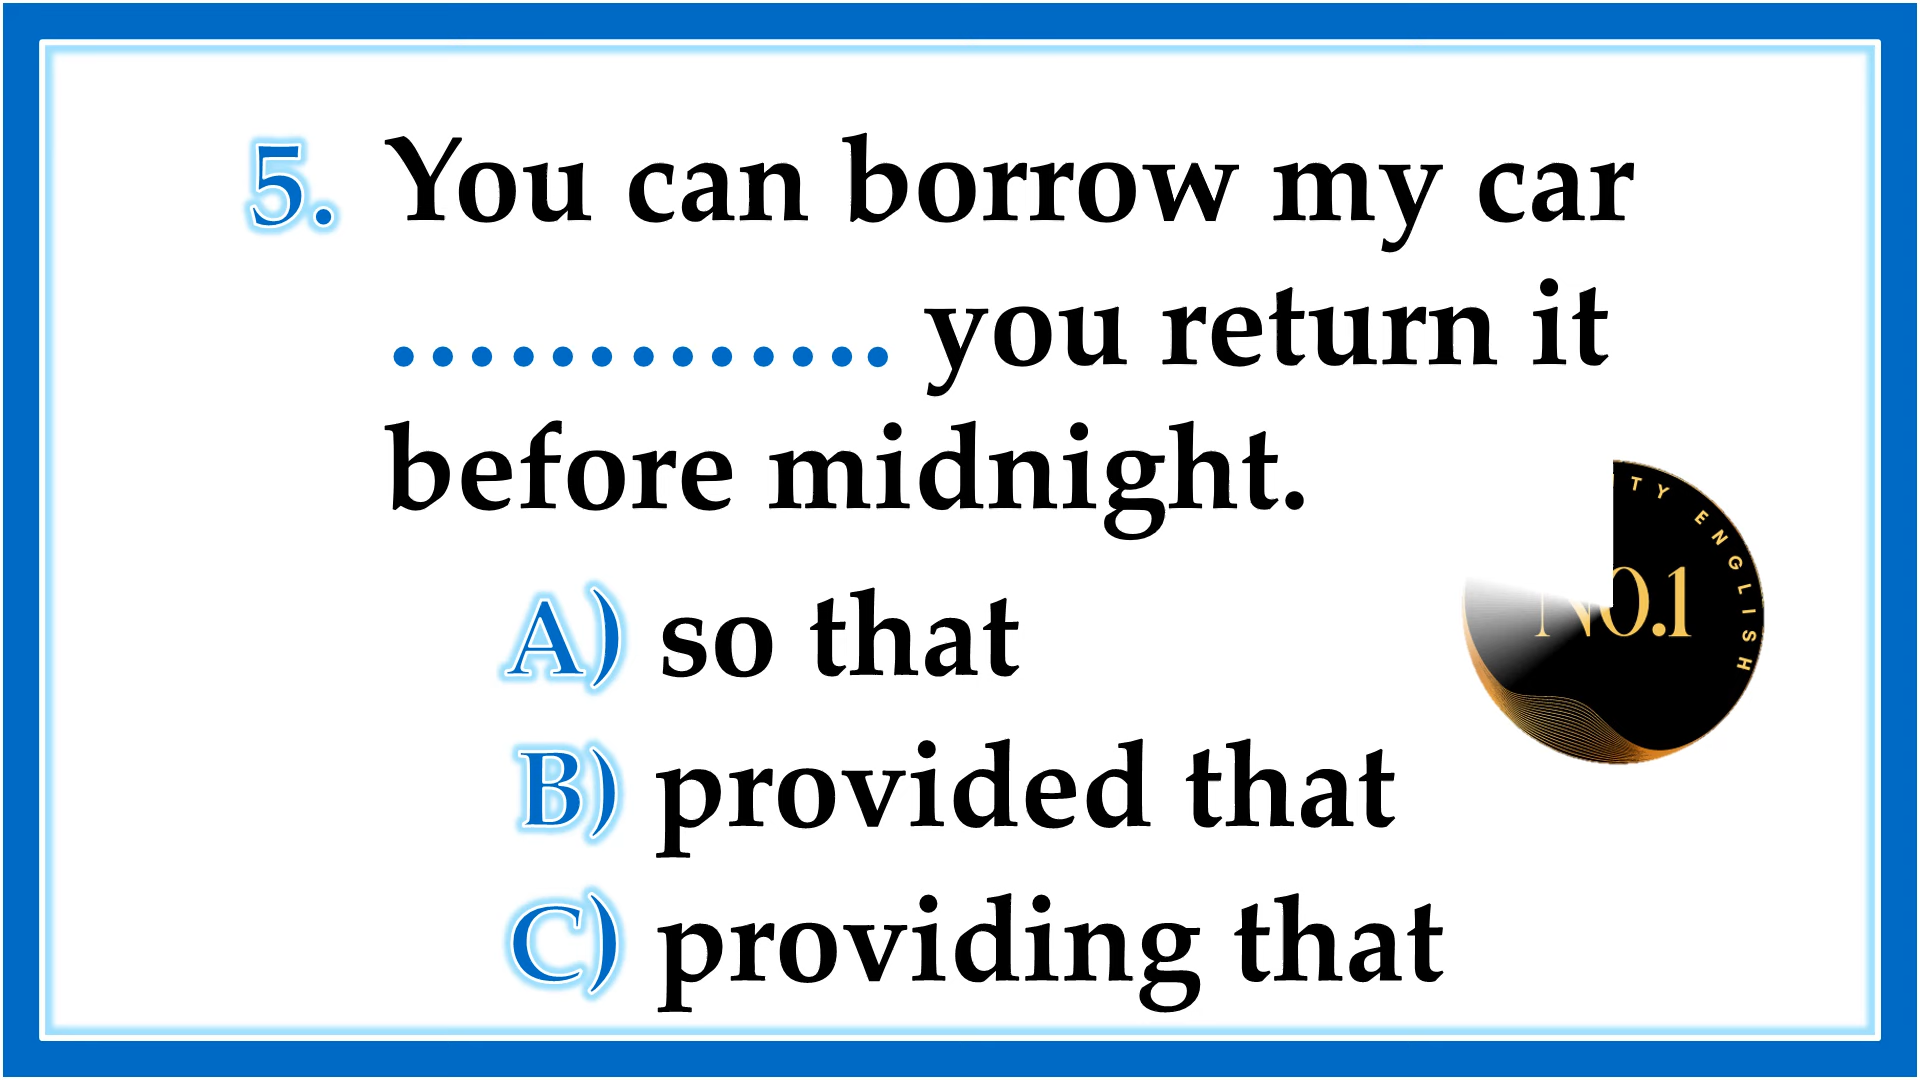 5. You can borrow my car
.............. you return it
before midnight.
A) so that
B) provided that
C) providing that
ENGLISH
NO.1